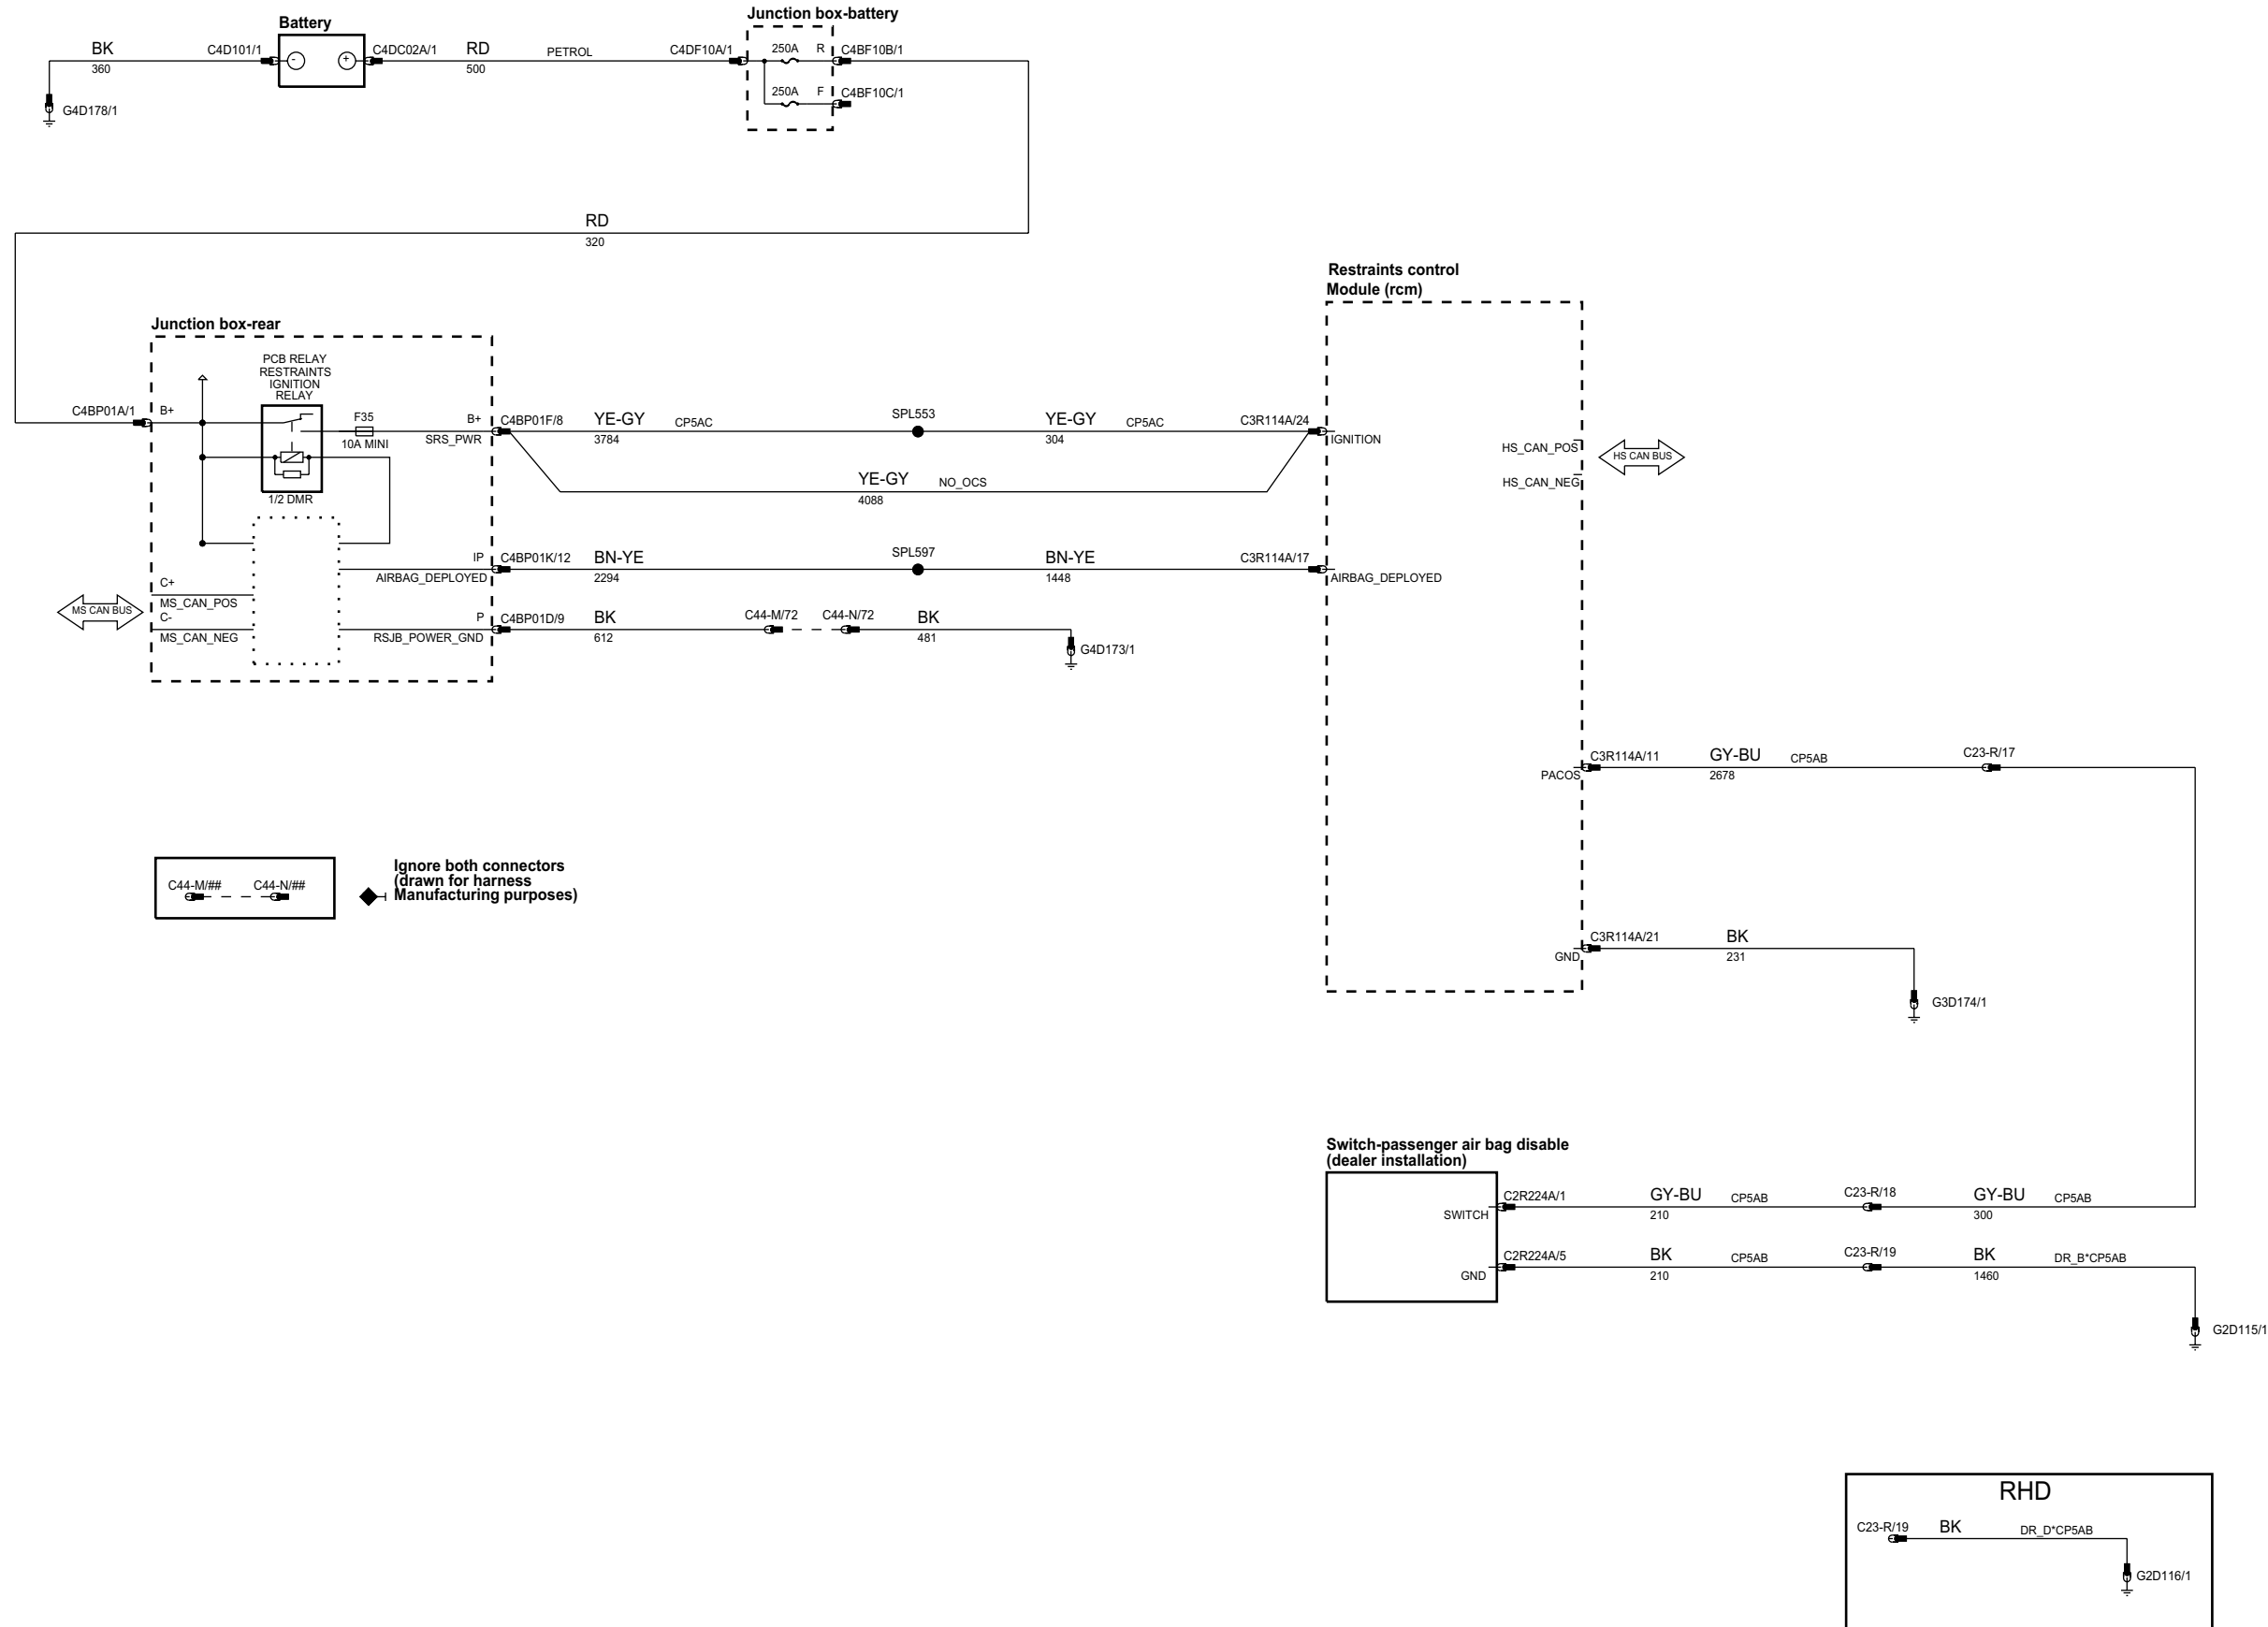 Battery
Junction box-battery
BK
360
C4D101/1
-
+
C4DC02A/1
RD
500
PETROL
C4DF10A/1
250A
R
C4BF10B/1
250A
F
C4BF10C/1
G4D178/1
RD
320
Restraints control
Module (rcm)
Junction box-rear
PCB RELAY
RESTRAINTS
IGNITION
RELAY
C4BP01A/1
B+
F35
10A MINI
B+
SRS_PWR
C4BP01F/8
YE-GY
3784
CP5AC
SPL553
YE-GY
304
CP5AC
C3R114A/24
IGNITION
HS_CAN_POS
HS_CAN_NEG
HS CAN BUS
1/2 DMR
YE-GY
4088
NO_OCS
IP
AIRBAG_DEPLOYED
C4BP01K/12
BN-YE
2294
SPL597
BN-YE
1448
C3R114A/17
AIRBAG_DEPLOYED
MS CAN BUS
C+
MS_CAN_POS
C-
MS_CAN_NEG
P
RSJB_POWER_GND
C4BP01D/9
BK
612
C44-M/72
C44-N/72
BK
481
G4D173/1
PACOS
C3R114A/11
GY-BU
2678
CP5AB
C23-R/17
C44-M/##
C44-N/##
Ignore both connectors
(drawn for harness
Manufacturing purposes)
GND
C3R114A/21
BK
231
G3D174/1
Switch-passenger air bag disable
(dealer installation)
SWITCH
C2R224A/1
GY-BU
210
CP5AB
C23-R/18
GY-BU
300
CP5AB
GND
C2R224A/5
BK
210
CP5AB
C23-R/19
BK
1460
DR_B*CP5AB
G2D115/1
RHD
C23-R/19
BK
DR_D*CP5AB
G2D116/1